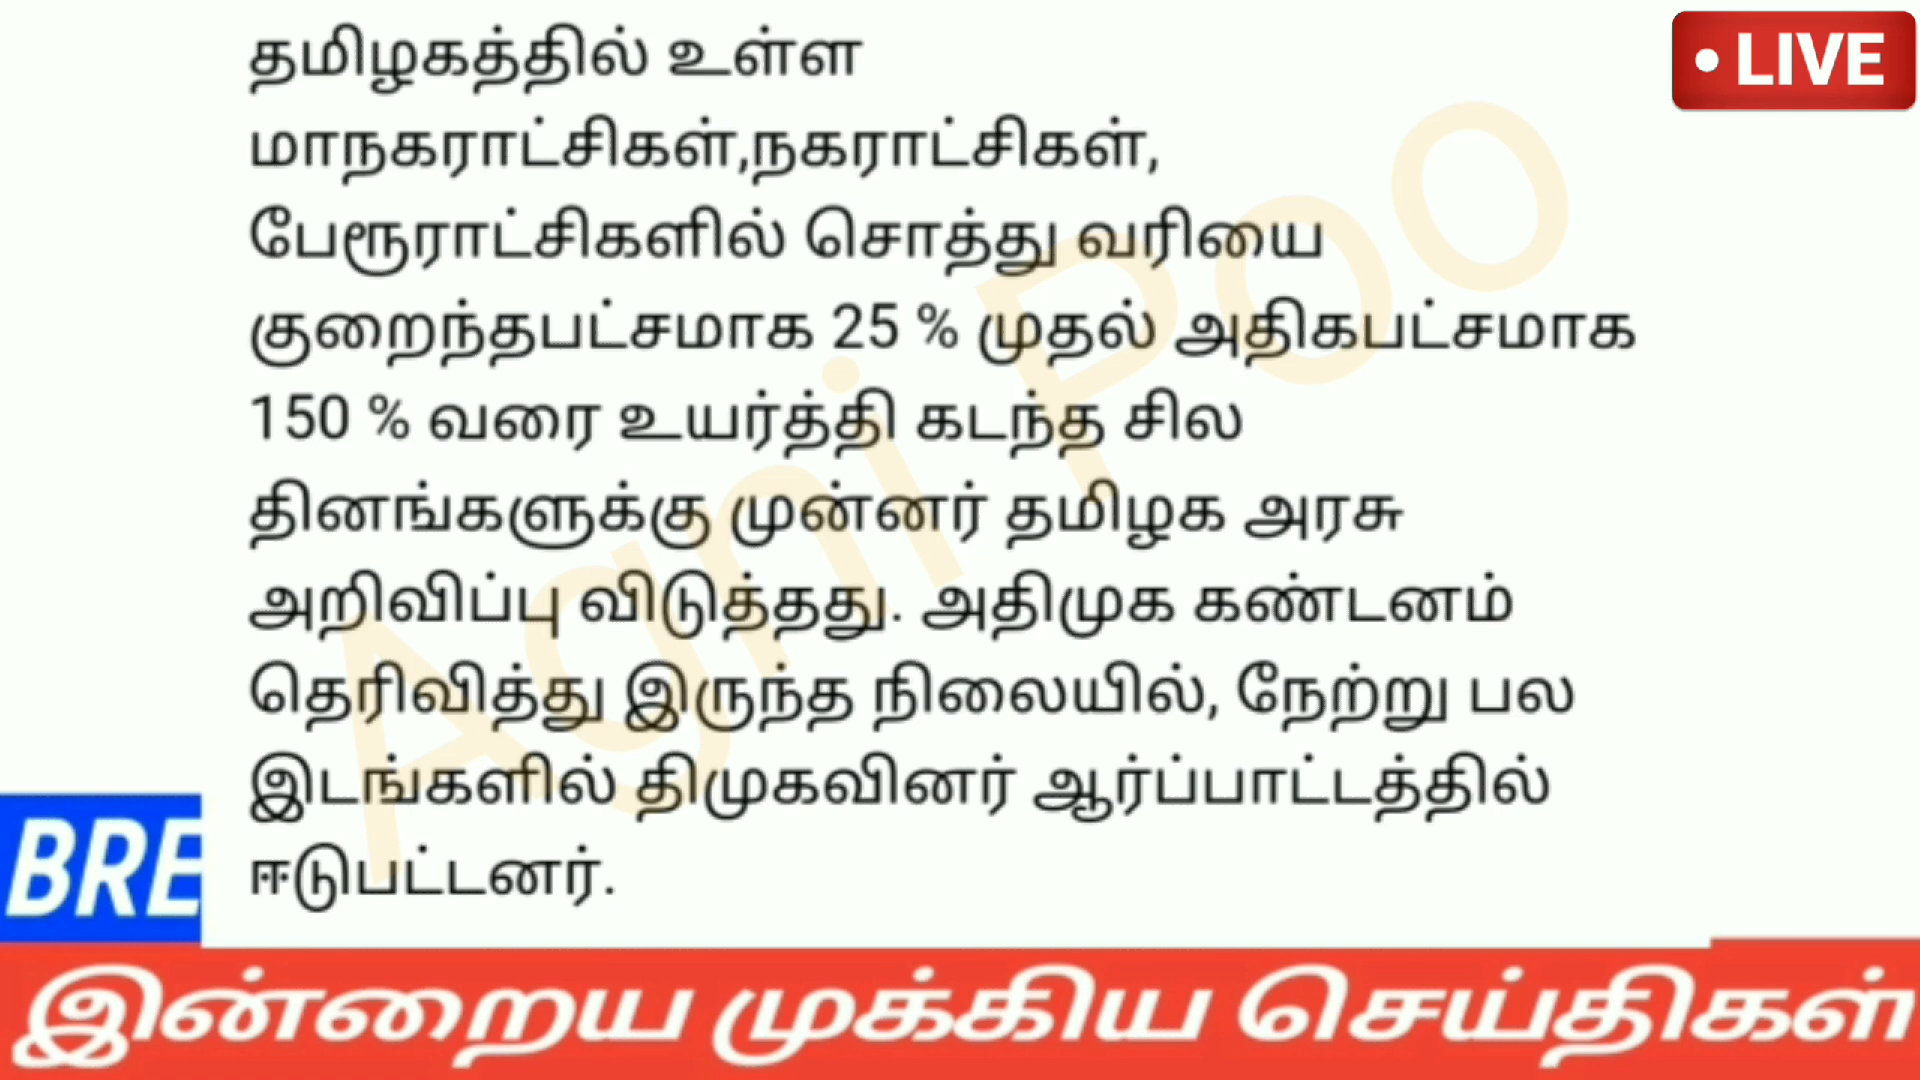 தமிழகத்தில் உள்ள
மாநகராட்சிகள்,நகராட்சிகள்,
பேரூராட்சிகளில் சொத்து வரியை
குறைந்தபட்சமாக 25 % முதல் அதிகபட்சமாக
150 % வரை உயர்த்தி கடந்த சில
தினங்களுக்கு முன்னர் தமிழக அரசு
அறிவிப்பு விடுத்தது. அதிமுக கண்டனம்
தெரிவித்து இருந்த நிலையில், நேற்று பல
இடங்களில் திமுகவினர் ஆர்ப்பாட்டத்தில்
ஈடுபட்டனர்.
• LIVE
Agni Poo
BRE
இன்றைய முக்கிய செய்திகள்